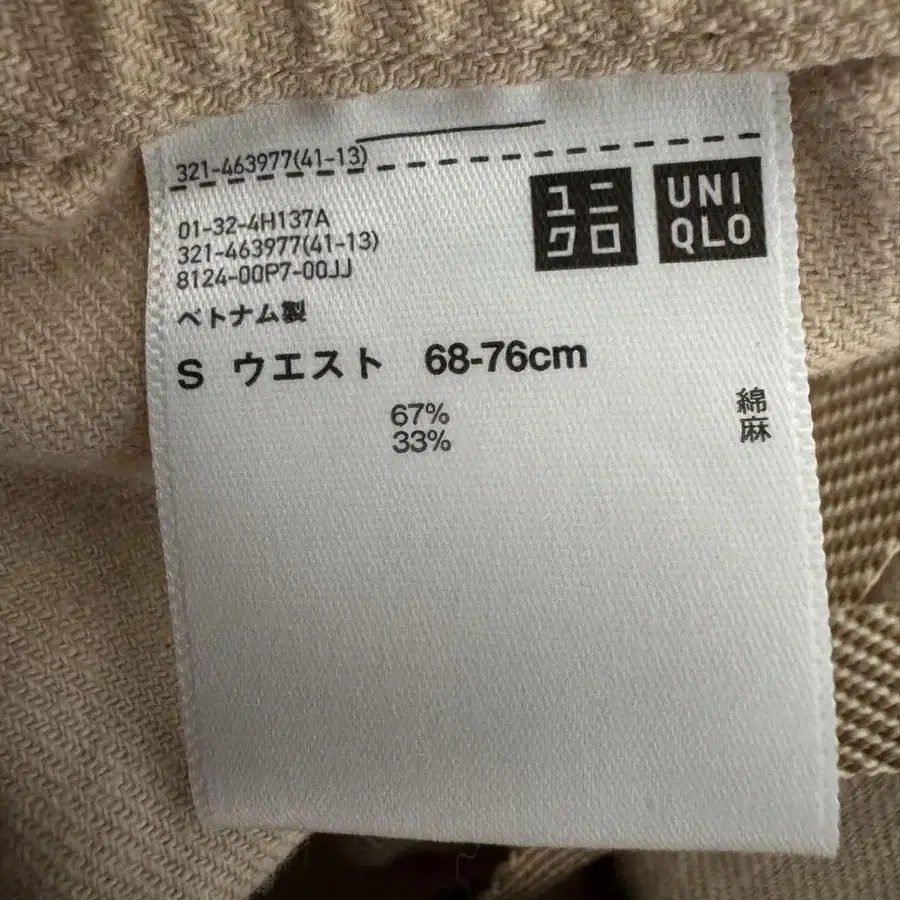 321-463977(41-13)
ユニ
クロ
UNI
QLO
01-32-4H137A
321-463977(41-13)
8124-00P7-00JJ
ベトナム製
S ウエスト 68-76cm
67% 綿
33% 麻